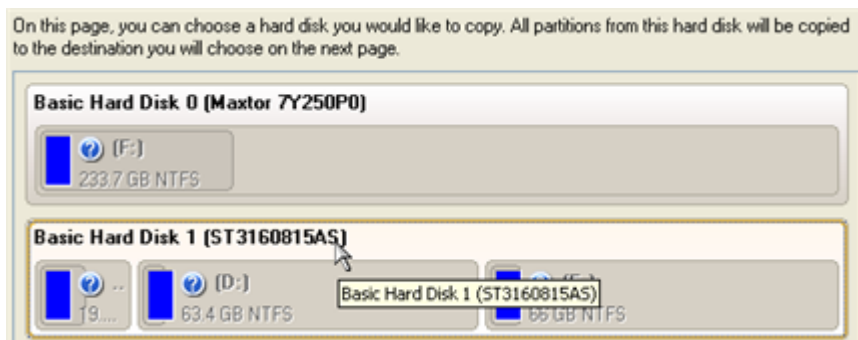 On this page, you can choose a hard disk you would like to copy. All partitions from this hard disk will be copied
to the destination you will choose on the next page.
Basic Hard Disk 0 (Maxtor 7Y250P0)
(F:)
233.7 GB NTFS
Basic Hard Disk 1 (ST3160815AS)
..
(D:)
19....
63.4 GB NTFS
Basic Hard Disk 1 (ST3160815AS)
66 GB NTFS